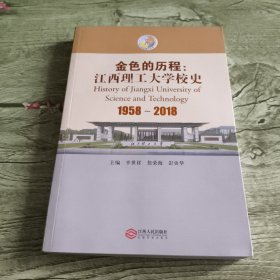 金色的历程：
江西理工大学校史
History of Jiangxi University of
Science and Technology
1958～2018
主编
江西人民出版社